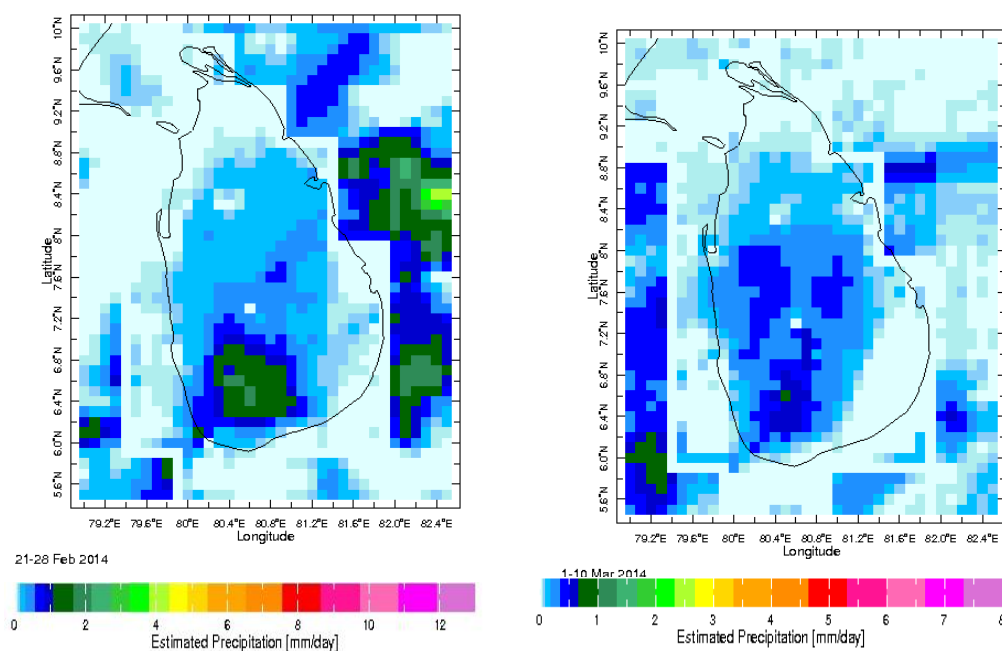 10°N
9.6°N
9.2°N
8.8°N
8.4°N
8°N
7.6°N
7.2°N
6.8°N
6.4°N
6.0°N
5.6°N
Latitude
79.2°E 79.6°E 80°E 80.4°E 80.8°E 81.2°E 81.6°E 82.0°E 82.4°E
Longitude
21-28 Feb 2014
0 2 4 6 8 10 12
Estimated Precipitation [mm/day]
10°N
9.6°N
9.2°N
8.8°N
8.4°N
8°N
7.6°N
7.2°N
6.8°N
6.4°N
6.0°N
5.6°N
Latitude
79.2°E 79.6°E 80°E 80.4°E 80.8°E 81.2°E 81.6°E 82.0°E 82.4°E
Longitude
1-10 Mar 2014
0 1 2 3 4 5 6 7 8
Estimated Precipitation [mm/day]